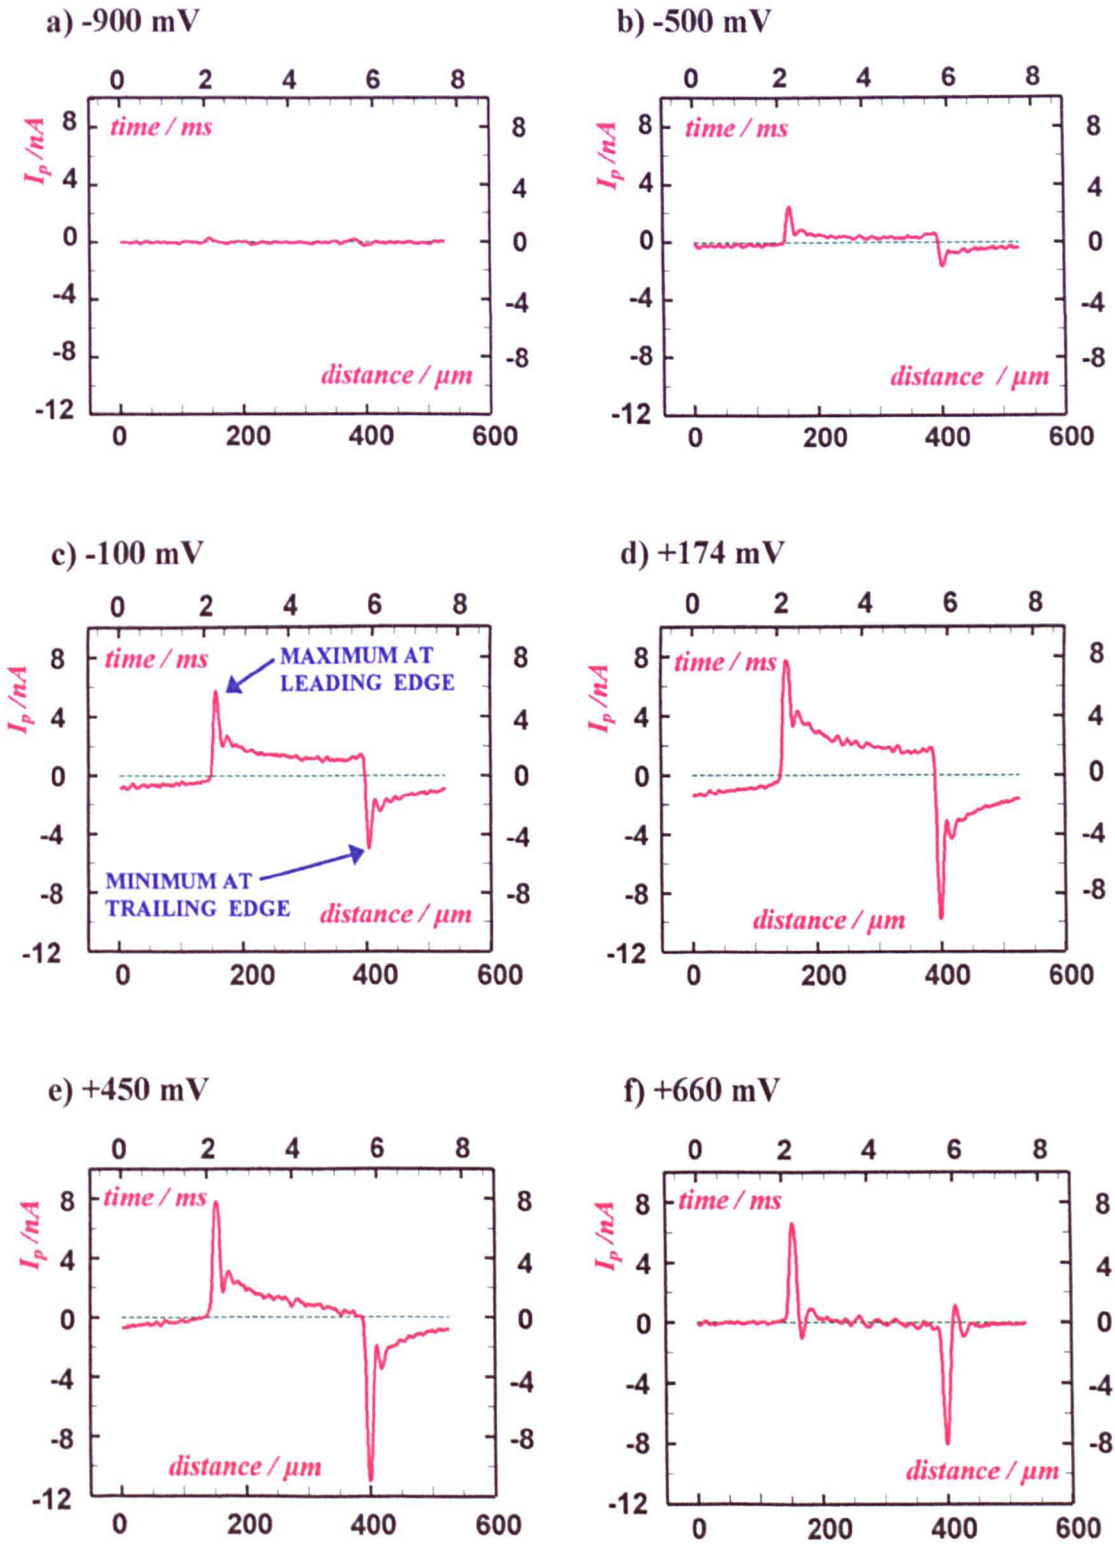 a) -900 mV
b) -500 mV
0 2 4 6 8
0 2 4 6 8
8 time / ms 8
8 time / ms 8
I_p /nA
I_p /nA
4 4
4 4
0 0
0 0
-4 -4
-4 -4
-8 -8
-8 -8
distance / µm
distance / µm
-12
-12
0 200 400 600
0 200 400 600
c) -100 mV
d) +174 mV
0 2 4 6 8
0 2 4 6 8
8 time / ms MAXIMUM AT 8
LEADING EDGE
8 time / ms 8
I_p /nA
I_p /nA
4 4
4 4
0 0
0 0
-4 -4
-4 -4
MINIMUM AT
TRAILING EDGE
-8 -8
-8 -8
distance / µm
distance / µm
-12
-12
0 200 400 600
0 200 400 600
e) +450 mV
f) +660 mV
0 2 4 6 8
0 2 4 6 8
8 time / ms 8
8 time / ms 8
I_p /nA
I_p /nA
4 4
4 4
0 0
0 0
-4 -4
-4 -4
-8 -8
-8 -8
distance / µm
distance / µm
-12
-12
0 200 400 600
0 200 400 600